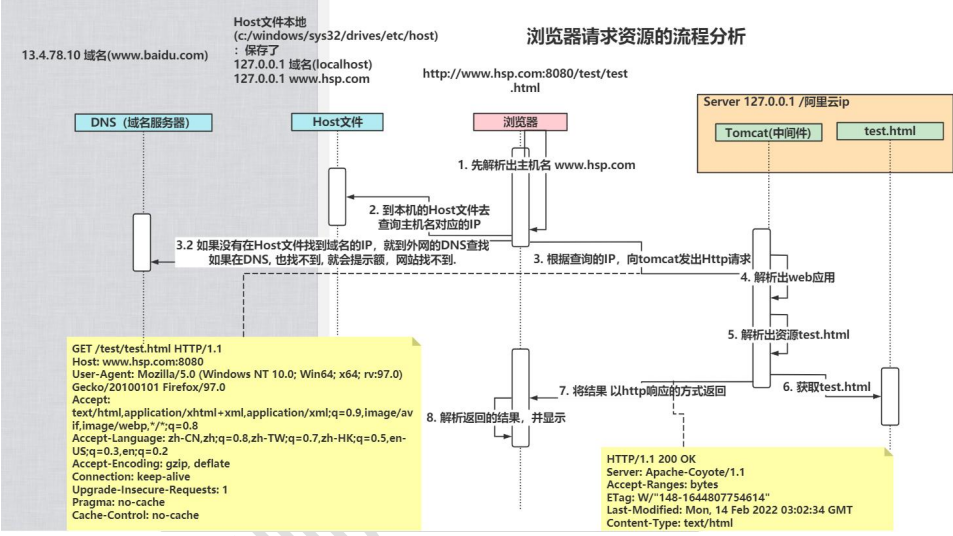 浏览器请求资源的流程分析
13.4.78.10 域名(www.baidu.com)
Host文件本地
(c:/windows/sys32/drives/etc/host)
：保存了
127.0.0.1 域名(localhost)
127.0.0.1 www.hsp.com
http://www.hsp.com:8080/test/test
.html
Server 127.0.0.1 /阿里云ip
DNS（域名服务器）
Host文件
浏览器
Tomcat(中间件)
test.html
1. 先解析出主机名 www.hsp.com
2. 到本机的Host文件去
查询主机名对应的IP
3.2 如果没有在Host文件找到域名的IP，就到外网的DNS查找
如果在DNS, 也找不到, 就会提示额，网站找不到.
3. 根据查询的IP，向tomcat发出Http请求
4. 解析出web应用
5. 解析出资源test.html
6. 获取test.html
7. 将结果 以http响应的方式返回
8. 解析返回的结果，并显示
GET /test/test.html HTTP/1.1
Host: www.hsp.com:8080
User-Agent: Mozilla/5.0 (Windows NT 10.0; Win64; x64; rv:97.0)
Gecko/20100101 Firefox/97.0
Accept:
text/html,application/xhtml+xml,application/xml;q=0.9,image/av
if,image/webp,*/*;q=0.8
Accept-Language: zh-CN,zh;q=0.8,zh-TW;q=0.7,zh-HK;q=0.5,en-
US;q=0.3,en;q=0.2
Accept-Encoding: gzip, deflate
Connection: keep-alive
Upgrade-Insecure-Requests: 1
Pragma: no-cache
Cache-Control: no-cache
HTTP/1.1 200 OK
Server: Apache-Coyote/1.1
Accept-Ranges: bytes
ETag: W/"148-1644807754614"
Last-Modified: Mon, 14 Feb 2022 03:02:34 GMT
Content-Type: text/html